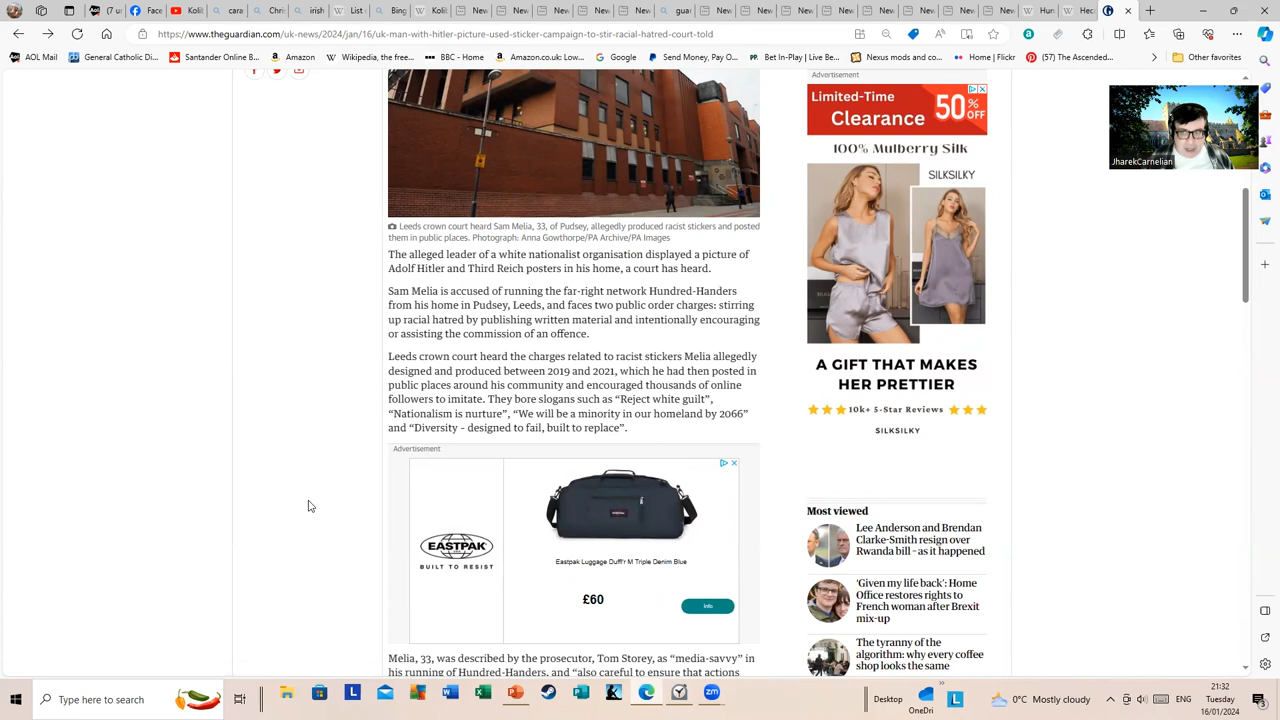 7 u
Face
Koli
cara
Chri
irish
List
Bing
guar
Wes
Hun
Hun
https://www.theguardian.com/uk-news/2024/jan/16/uk-man-with-hitler-picture-used-sticker-campaign-to-stir-racial-hatred-court-told
AOL Mail
General Catholic Di...
Santander Online B...
Amazon
Wikipedia, the free...
BBC - Home
Amazon.co.uk: Low...
Google
Send Money, Pay O...
Bet In-Play | Live Be...
Nexus mods and co...
Home | Flickr
(57) The Ascended...
Other favorites
Advertisement
Limited-Time
Clearance
50% OFF
100% Mulberry Silk
SILKSILKY
JharekCarnelian
Leeds crown court heard Sam Melia, 33, of Pudsey, allegedly produced racist stickers and posted
them in public places. Photograph: Anna Gowthorpe/PA Archive/PA Images
The alleged leader of a white nationalist organisation displayed a picture of
Adolf Hitler and Third Reich posters in his home, a court has heard.
Sam Melia is accused of running the far-right network Hundred-Handers
from his home in Pudsey, Leeds, and faces two public order charges: stirring
up racial hatred by publishing written material and intentionally encouraging
or assisting the commission of an offence.
Leeds crown court heard the charges related to racist stickers Melia allegedly
designed and produced between 2019 and 2021, which he had then posted in
public places around his community and encouraged thousands of online
followers to imitate. They bore slogans such as “Reject white guilt”,
“Nationalism is nurture”, “We will be a minority in our homeland by 2066”
and “Diversity – designed to fail, built to replace”.
A GIFT THAT MAKES
HER PRETTIER
10k+ 5-Star Reviews
SILKSILKY
Advertisement
EASTPAK
BUILT TO RESIST
Eastpak Luggage Duffl'r M Triple Denim Blue
£60
Info
Most viewed
Lee Anderson and Brendan
Clarke-Smith resign over
Rwanda bill – as it happened
‘Given my life back’: Home
Office restores rights to
French woman after Brexit
mix-up
The tyranny of the
algorithm: why every coffee
shop looks the same
Melia, 33, was described by the prosecutor, Tom Storey, as “media-savvy” in
his running of Hundred-Handers, and “also careful to ensure that actions
Type here to search
Desktop
OneDri
0°C Mostly cloudy
21:32
Tuesday
16/01/2024